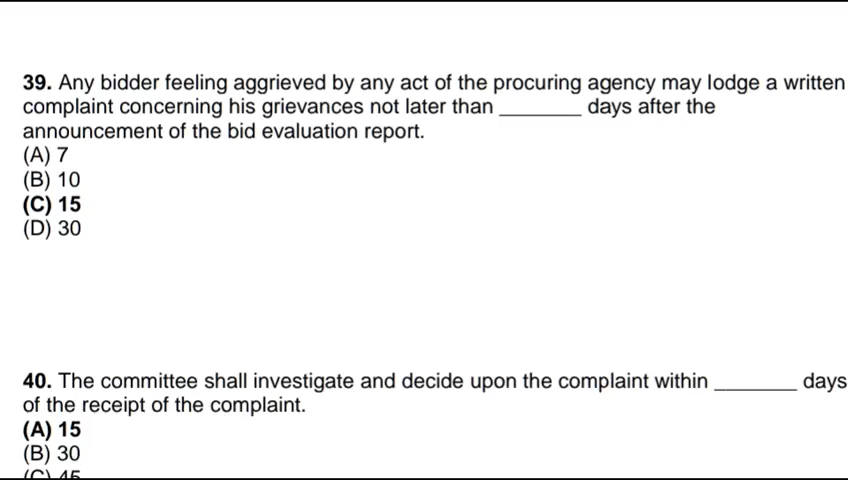 39. Any bidder feeling aggrieved by any act of the procuring agency may lodge a written
complaint concerning his grievances not later than _______ days after the
announcement of the bid evaluation report.
(A) 7
(B) 10
(C) 15
(D) 30
40. The committee shall investigate and decide upon the complaint within _______ days
of the receipt of the complaint.
(A) 15
(B) 30
(C) 45